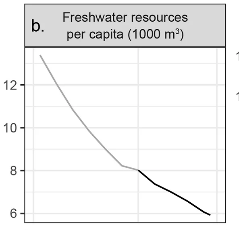 b.
Freshwater resources
per capita (1000 m³)
12
10
8
6